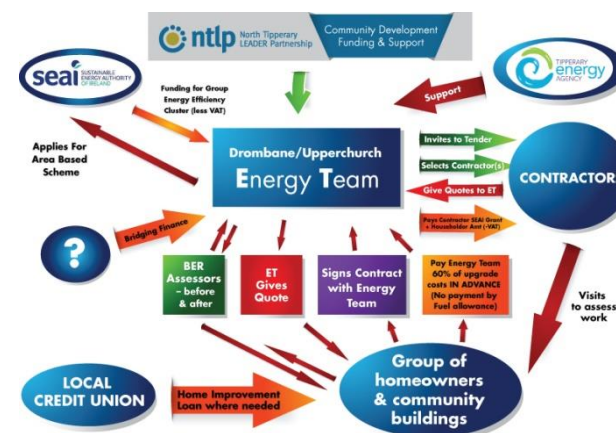 ntlp
North Tipperary
LEADER Partnership
Community Development
Funding & Support
seai
SUSTAINABLE
ENERGY AUTHORITY
OF IRELAND
Funding for Group
Energy Efficiency
Cluster (less VAT)
Support
TIPPERARY
energy
AGENCY
Applies For
Area Based
Scheme
Drombane/Upperchurch
Energy Team
Invites to Tender
Selects Contractor(s)
Give Quotes to ET
Pays Contractor SEAI Grant
+ Householder Amt (-VAT)
CONTRACTOR
?
Bridging Finance
BER
Assessors
– before
& after
ET
Gives
Quote
Signs Contract
with Energy
Team
Pay Energy Team
60% of upgrade
costs IN ADVANCE
(No payment by
Fuel allowance)
Visits
to assess
work
LOCAL
CREDIT UNION
Home Improvement
Loan where needed
Group of
homeowners
& community
buildings